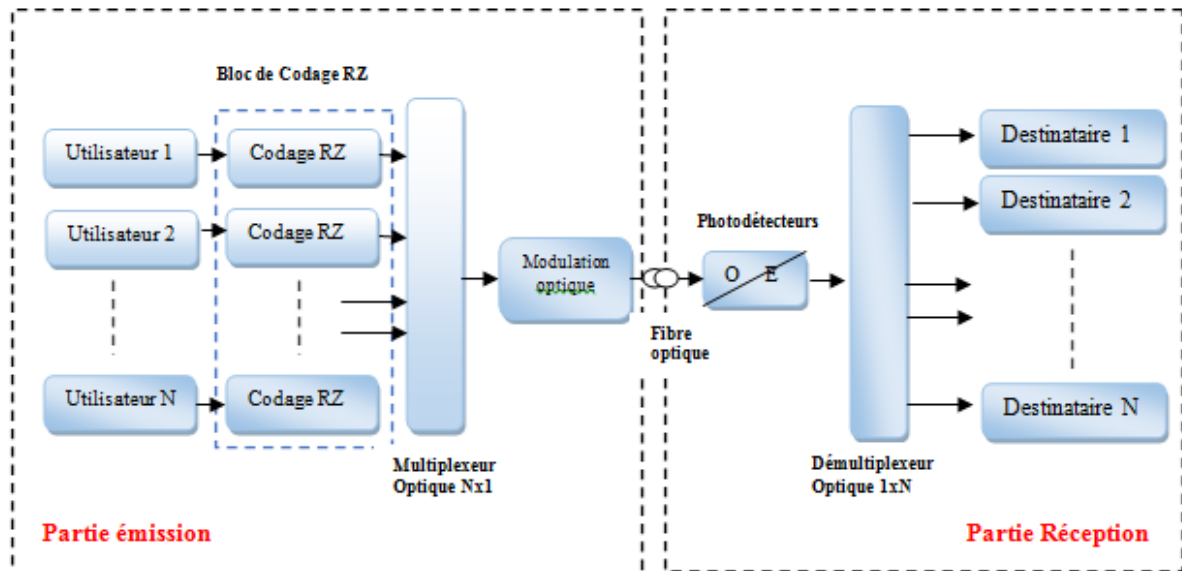 Bloc de Codage RZ
Utilisateur 1
Codage RZ
Destinataire 1
Utilisateur 2
Codage RZ
Destinataire 2
Photodétecteurs
Modulation
optique
O E
Fibre
optique
Utilisateur N
Codage RZ
Destinataire N
Multiplexeur
Optique Nx1
Démultiplexeur
Optique 1xN
Partie émission
Partie Réception